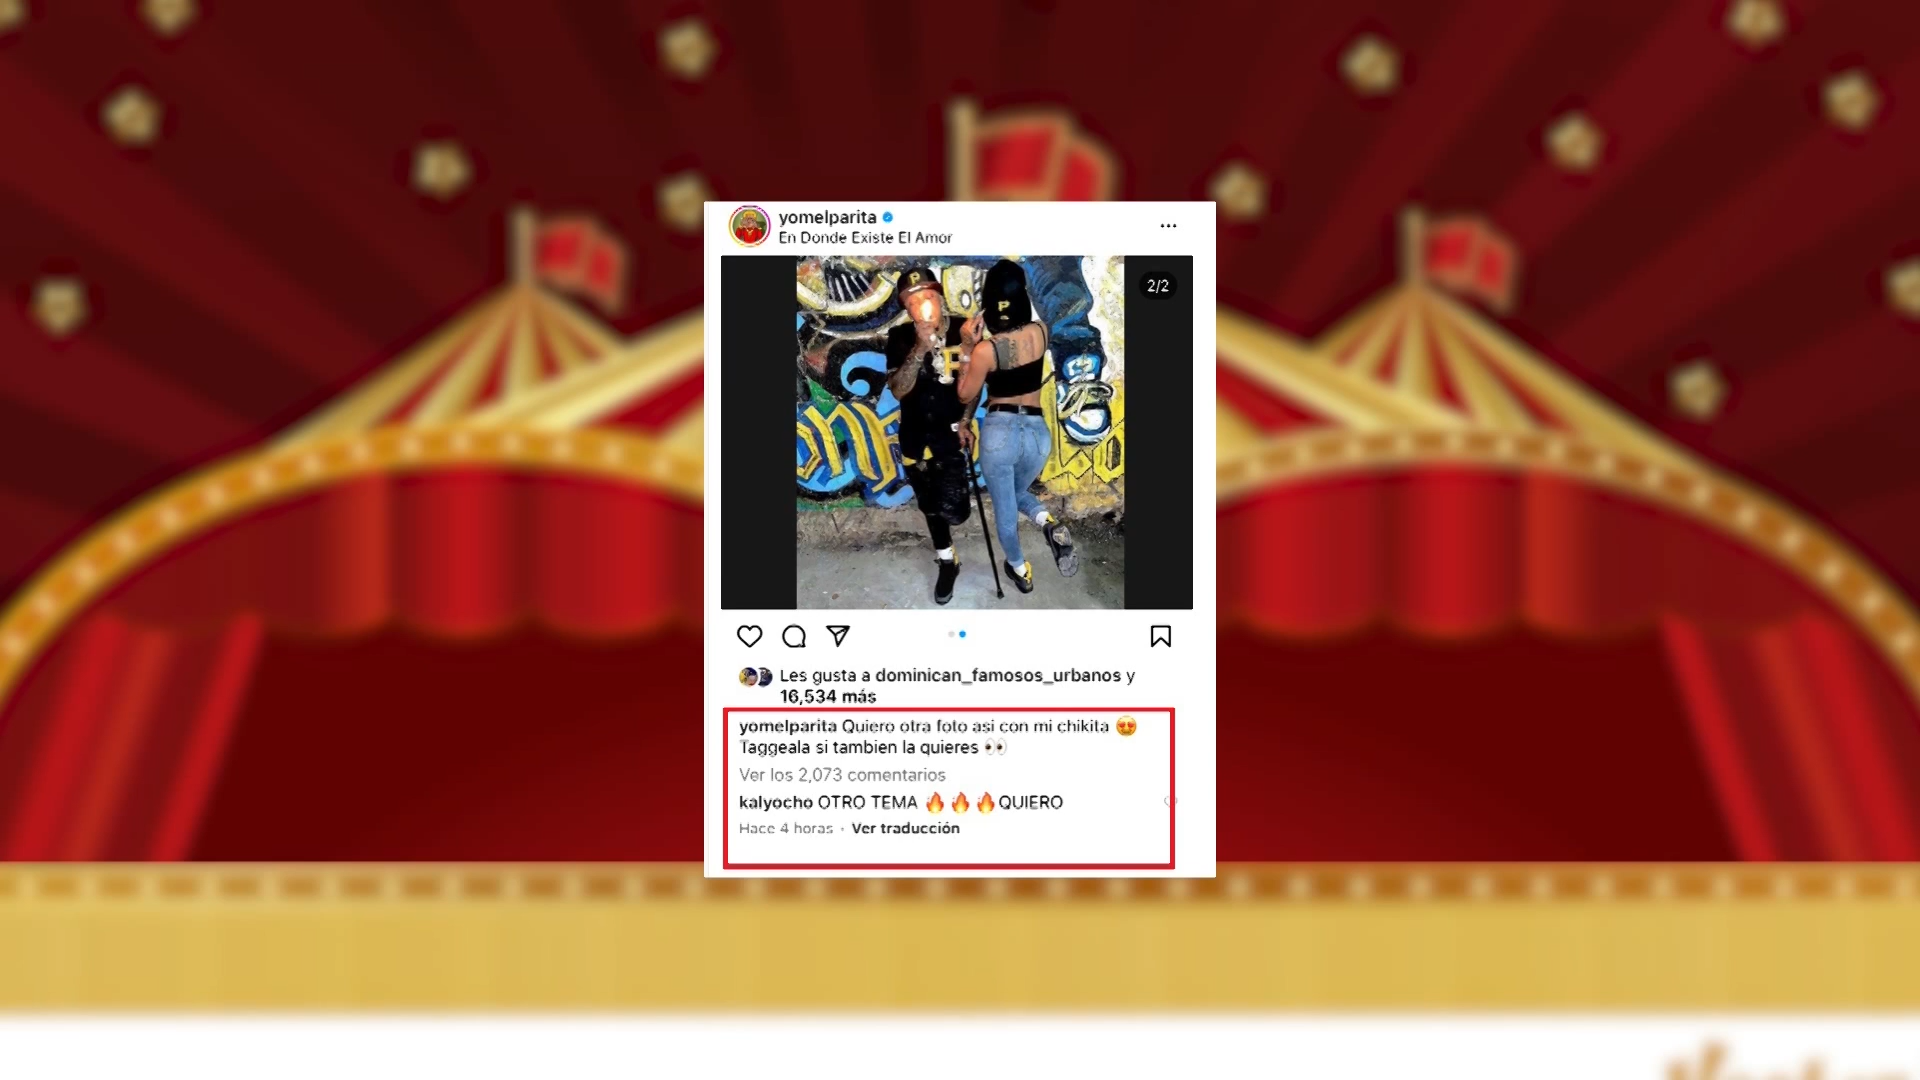 yomelparita
En Donde Existe El Amor
2/2
P
P
Les gusta a dominican_famosos_urbanos y
16,534 más
yomelparita Quiero otra foto asi con mi chikita 😍
Taggeala si tambien la quieres 👀
Ver los 2,073 comentarios
kalyocho OTRO TEMA 🔥🔥🔥QUIERO
Hace 4 horas · Ver traducción